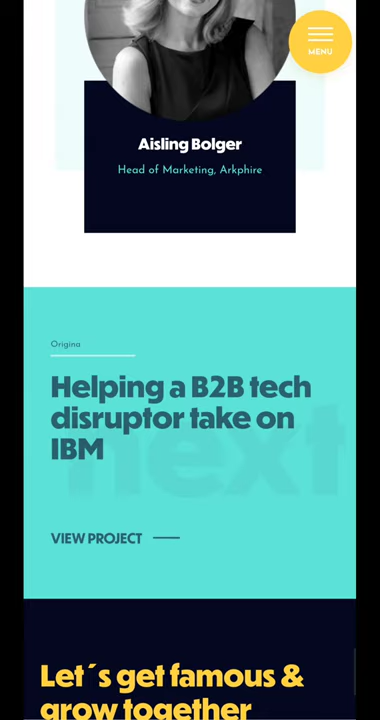 MENU
Aisling Bolger
Head of Marketing, Arkphire
Origina
next
Helping a B2B tech
disruptor take on
IBM
VIEW PROJECT
Let´s get famous &
grow together